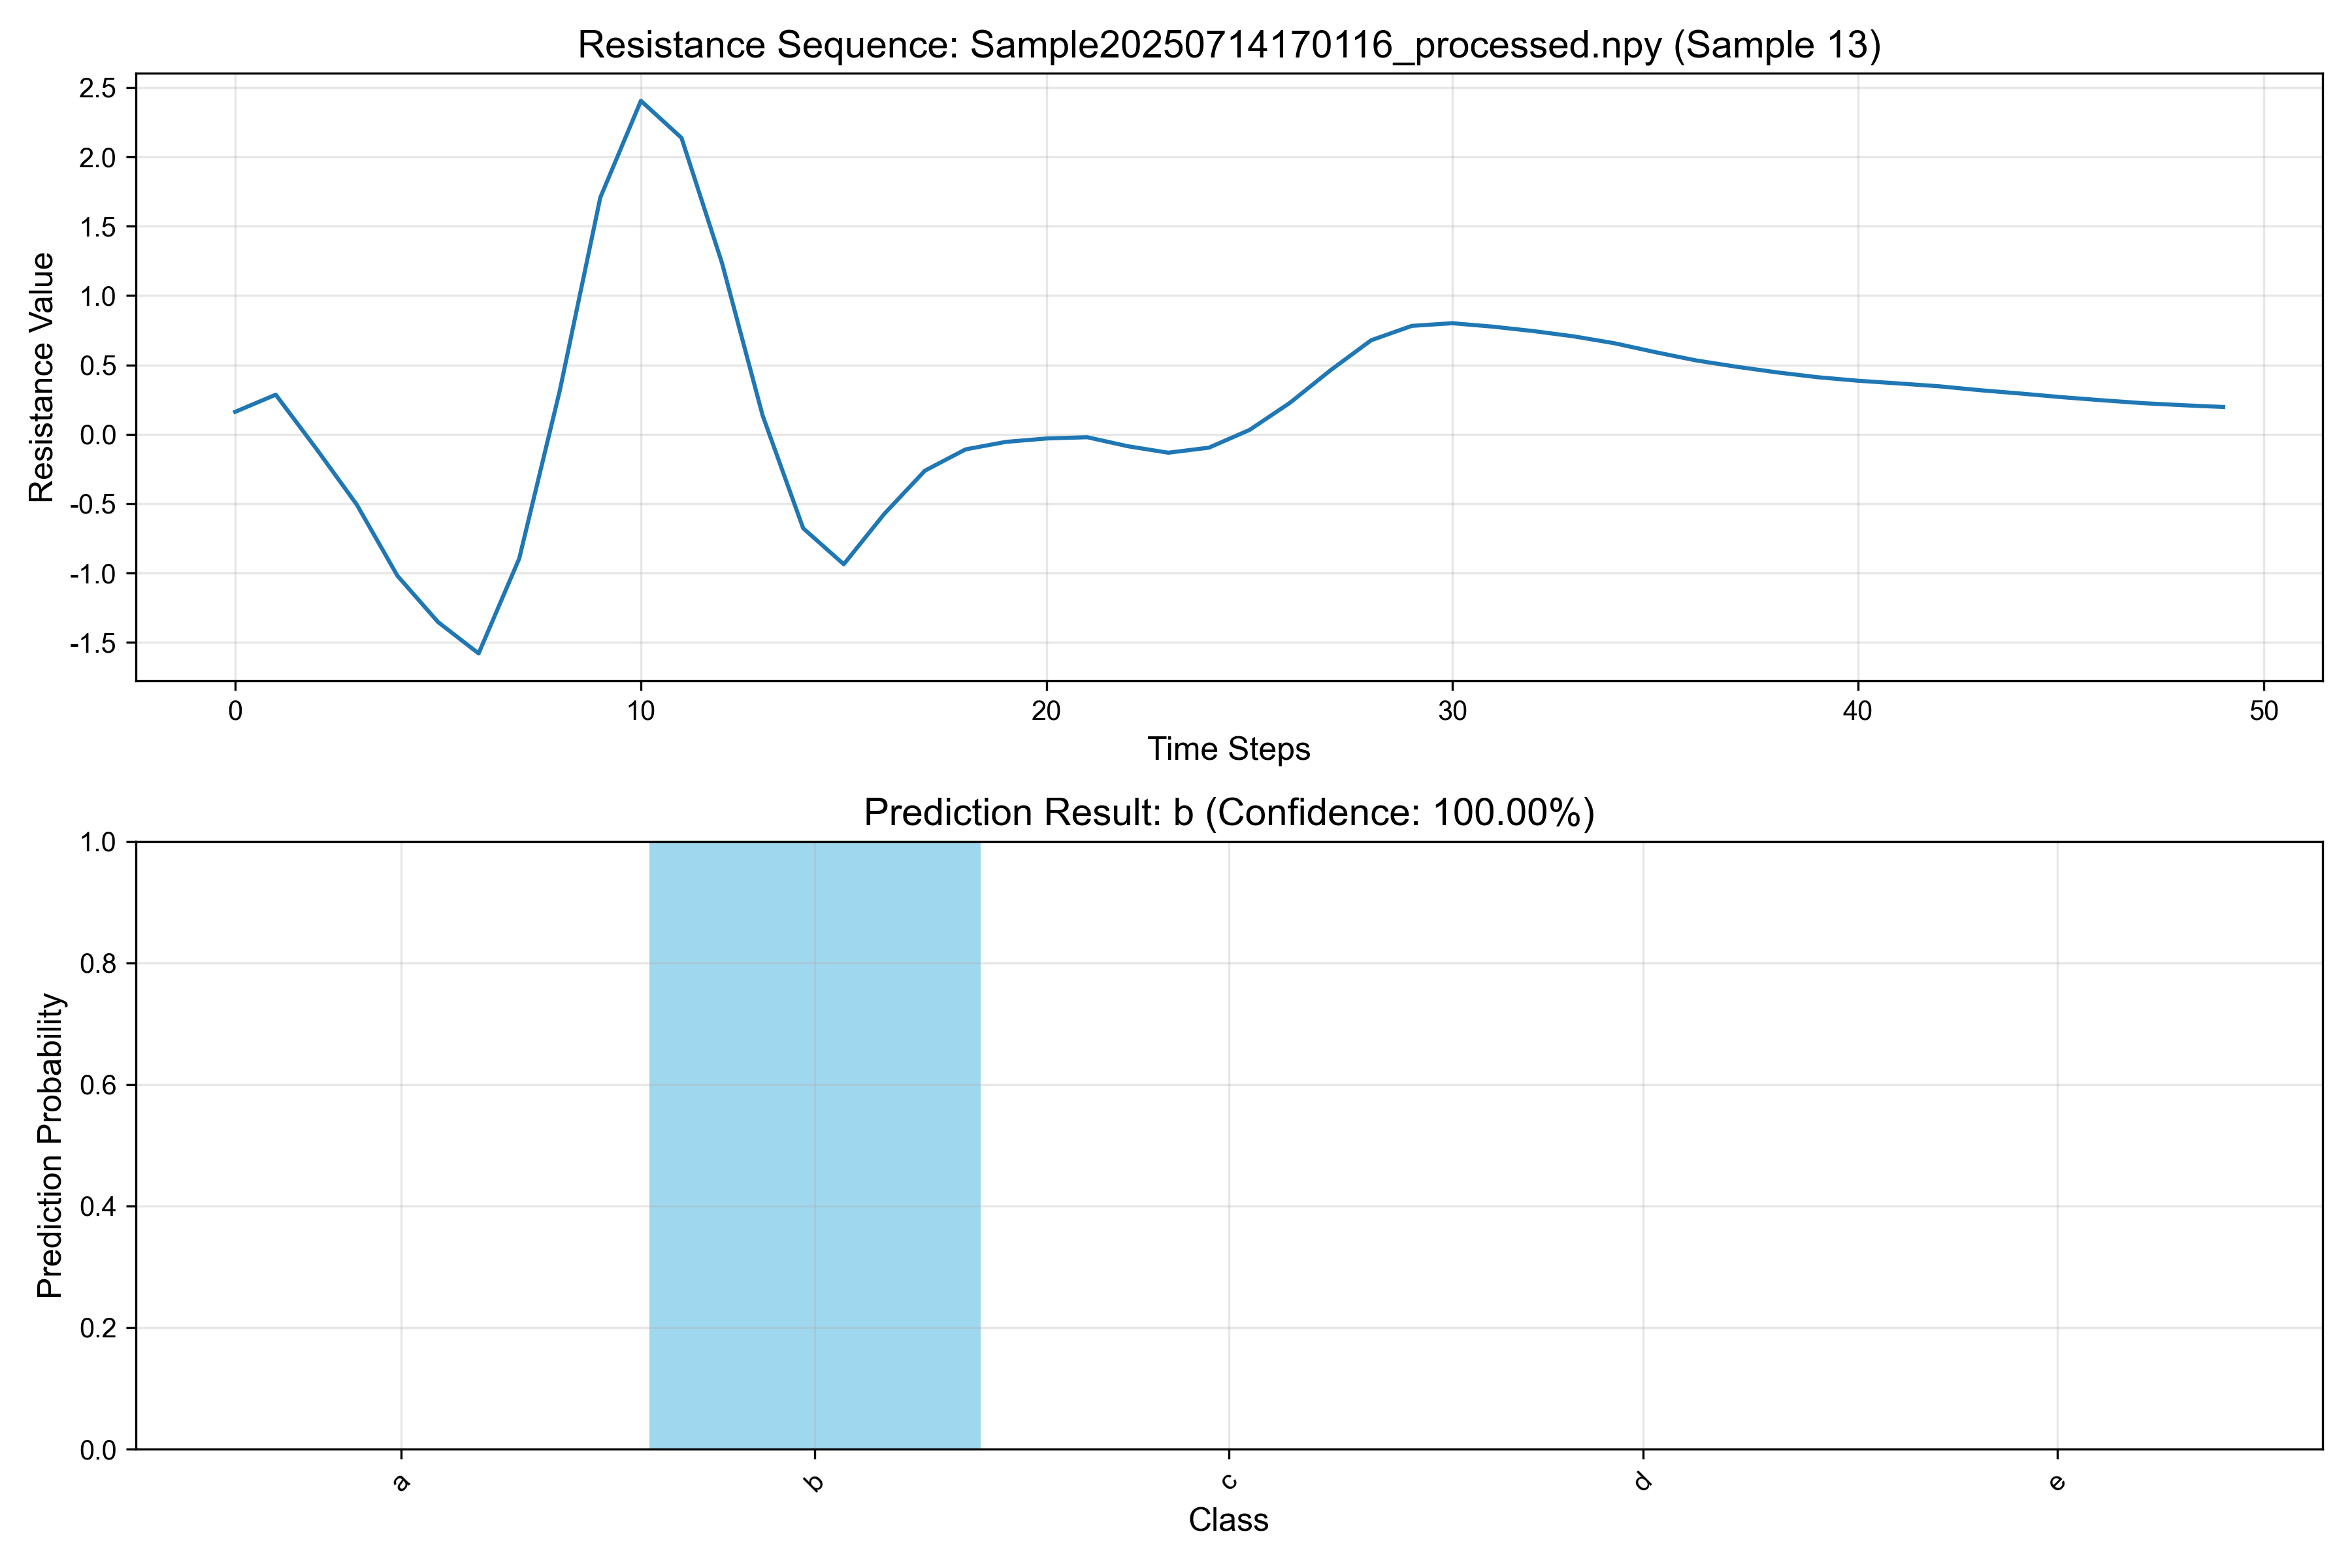 Resistance Sequence: Sample20250714170116_processed.npy (Sample 13)
2.5
2.0
1.5
1.0
0.5
0.0
-0.5
-1.0
-1.5
Resistance Value
0 10 20 30 40 50
Time Steps
Prediction Result: b (Confidence: 100.00%)
1.0
0.8
0.6
0.4
0.2
0.0
Prediction Probability
a b c d e
Class